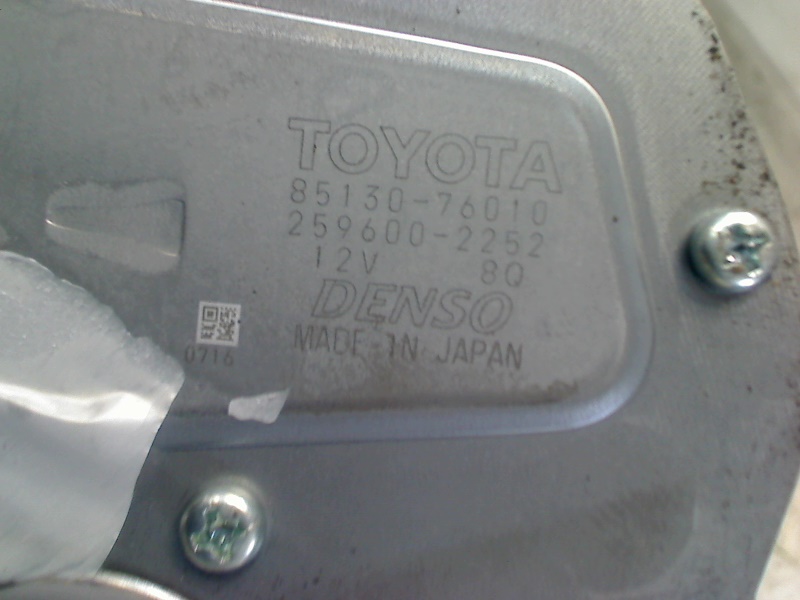 TOYOTA
85130-76010
259600-2252
12V 8Q
DENSO
MADE IN JAPAN
0716